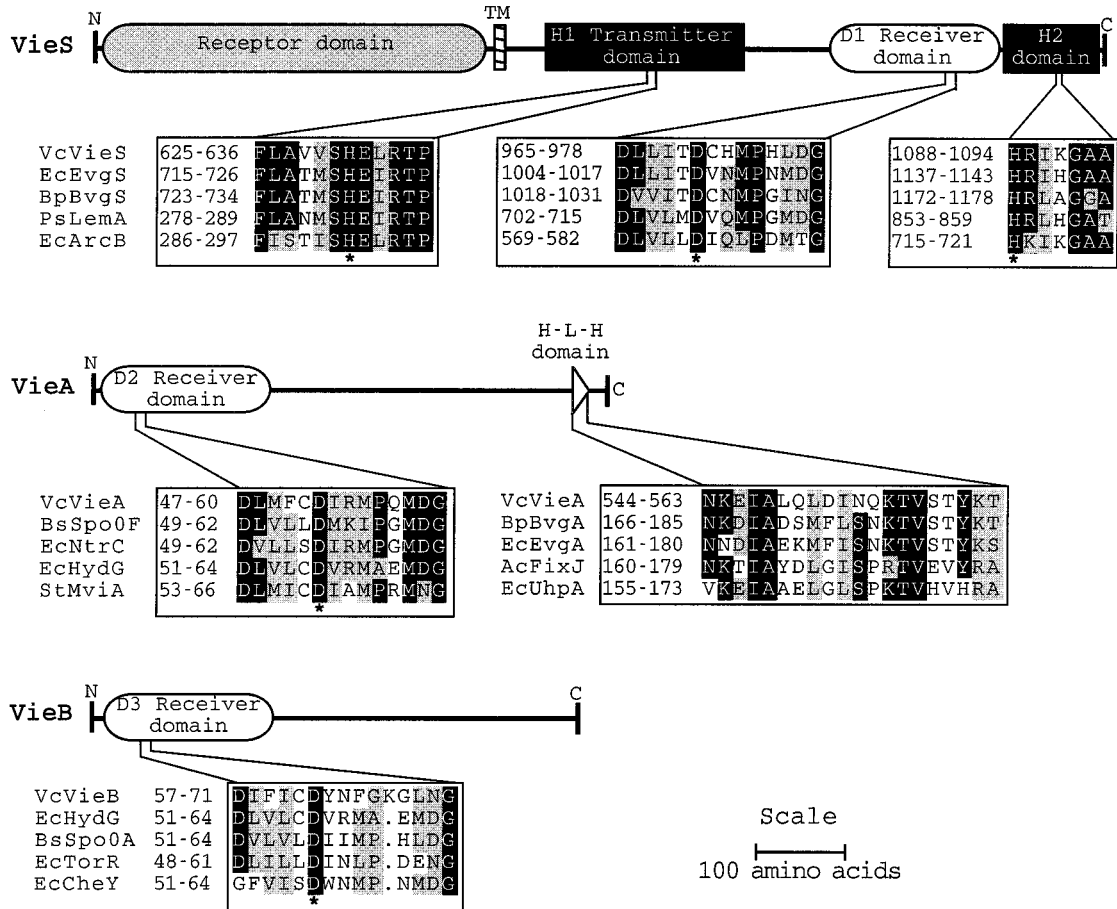 N TM C
VieS Receptor domain H1 Transmitter domain D1 Receiver domain H2 domain
VcVieS 625-636 FLAVVSHELRTP 965-978 DLLITDCHMPHLDG 1088-1094 HRIKGAA
EcEvgS 715-726 FLATMSHEIRTP 1004-1017 DLLITDVNMPNMDG 1137-1143 HRIHGAA
BpBvgS 723-734 FLATMSHEIRTP 1018-1031 DVVITDCNMPGING 1172-1178 HRLAGGA
PsLemA 278-289 FLANMSHEIRTP 702-715 DLVLMDVQMPGMDG 853-859 HRLHGAT
EcArcB 286-297 FISTISHELRTP 569-582 DLVLLDIQLPDMTG 715-721 HKIKGAA
* * *
H-L-H
domain
N C
VieA D2 Receiver domain
VcVieA 47-60 DLMFCDIRMPQMDG VcVieA 544-563 NKEIALQLDINQKTVSTYKT
BsSpo0F 49-62 DLVLLDMKIPGMDG BpBvgA 166-185 NKDIADSMFLSNKTVSTYKT
EcNtrC 49-62 DVLLSDIRMPGMDG EcEvgA 161-180 NNDIAEKMFISNKTVSTYKS
EcHydG 51-64 DLVLCDVRMAEMDG AcFixJ 160-179 NKTIAYDLGISPRTVEVYRA
StMviA 53-66 DLMICDIAMPRMNG EcUhpA 155-173 VKEIAAELGLSPKTVHVHRA
*
N C
VieB D3 Receiver domain
VcVieB 57-71 DIFICDYNFGKGLNG
EcHydG 51-64 DLVLCDVRMA.EMDG
BsSpo0A 51-64 DVLVLDIIMP.HLDG
EcTorR 48-61 DLILLDINLP.DENG
EcCheY 51-64 GFVISDWNMP.NMDG
*
Scale
100 amino acids